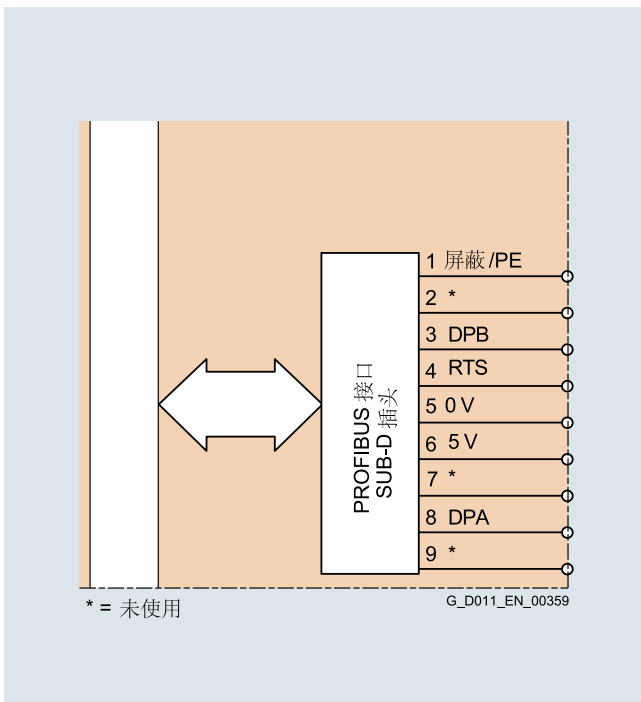 1 屏蔽/PE
2 *
3 DPB
4 RTS
5 0 V
6 5 V
7 *
8 DPA
9 *
PROFIBUS 接口
SUB-D 插头
* = 未使用
G_D011_EN_00359